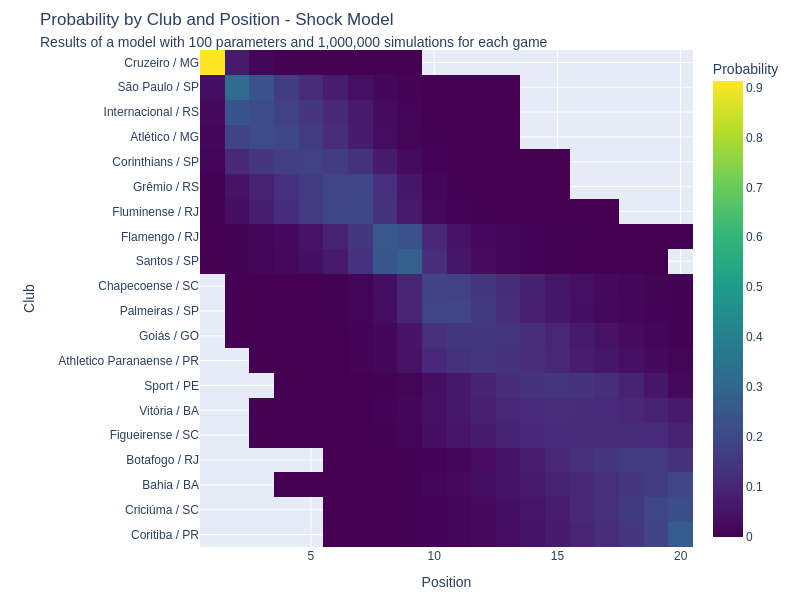 Probability by Club and Position - Shock Model
Results of a model with 100 parameters and 1,000,000 simulations for each game
Probability
Club
Cruzeiro / MG
São Paulo / SP
Internacional / RS
Atlético / MG
Corinthians / SP
Grêmio / RS
Fluminense / RJ
Flamengo / RJ
Santos / SP
Chapecoense / SC
Palmeiras / SP
Goiás / GO
Athletico Paranaense / PR
Sport / PE
Vitória / BA
Figueirense / SC
Botafogo / RJ
Bahia / BA
Criciúma / SC
Coritiba / PR
0.9
0.8
0.7
0.6
0.5
0.4
0.3
0.2
0.1
0
5
10
15
20
Position